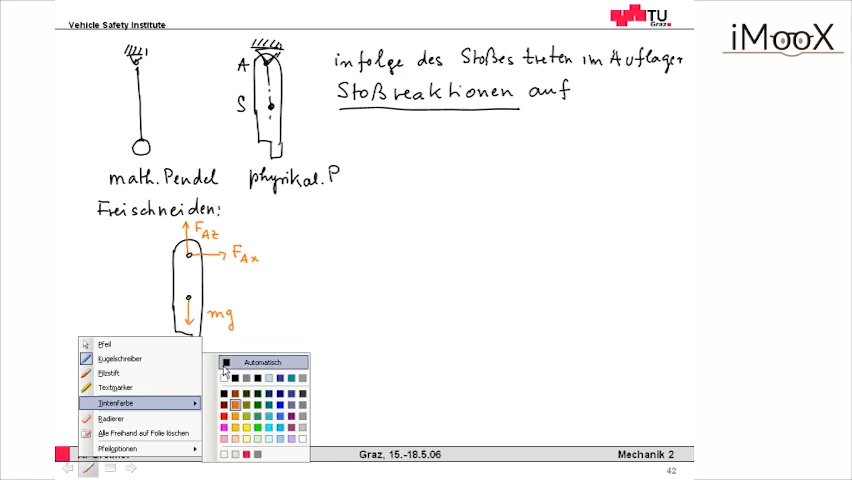 Vehicle Safety Institute
TU
Graz
iMooX
infolge des Stoßes treten im Auflager
Stoßreaktionen auf
A
S
math. Pendel physikal. P
Freischneiden:
F_AZ
F_AX
mg
Pfeil
Kugelschreiber
Filzstift
Textmarker
Tintenfarbe
Radierer
Alle Freihand auf Folie löschen
Pfeiloptionen
Automatisch
Graz, 15.-18.5.06
Mechanik 2
42